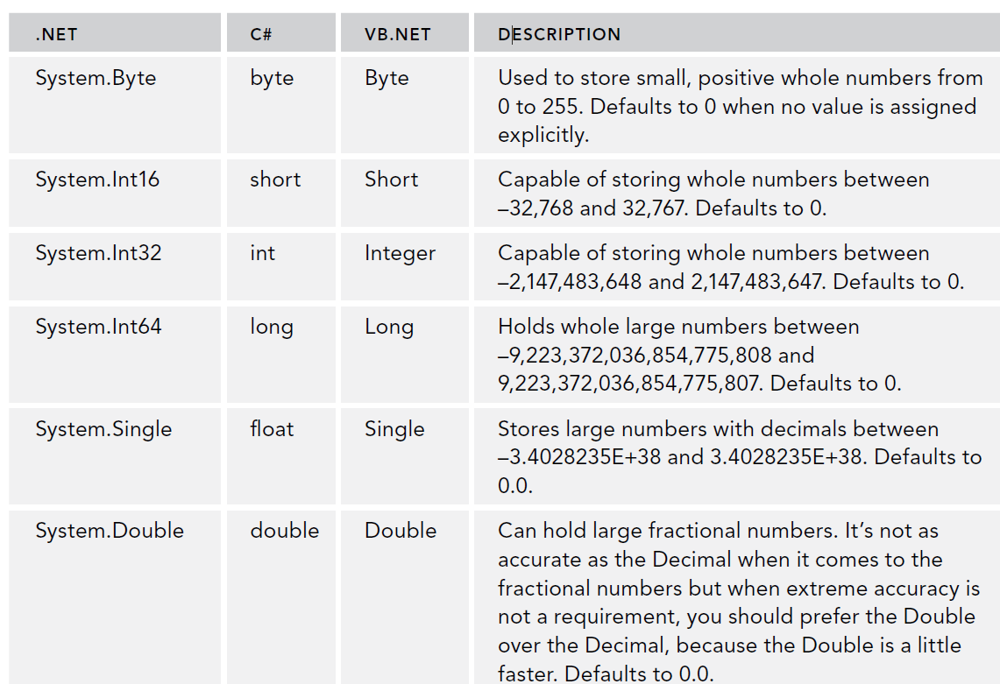 .NET C# VB.NET DESCRIPTION
System.Byte byte Byte Used to store small, positive whole numbers from
0 to 255. Defaults to 0 when no value is assigned
explicitly.
System.Int16 short Short Capable of storing whole numbers between
–32,768 and 32,767. Defaults to 0.
System.Int32 int Integer Capable of storing whole numbers between
–2,147,483,648 and 2,147,483,647. Defaults to 0.
System.Int64 long Long Holds whole large numbers between
–9,223,372,036,854,775,808 and
9,223,372,036,854,775,807. Defaults to 0.
System.Single float Single Stores large numbers with decimals between
–3.4028235E+38 and 3.4028235E+38. Defaults to
0.0.
System.Double double Double Can hold large fractional numbers. It’s not as
accurate as the Decimal when it comes to the
fractional numbers but when extreme accuracy is
not a requirement, you should prefer the Double
over the Decimal, because the Double is a little
faster. Defaults to 0.0.